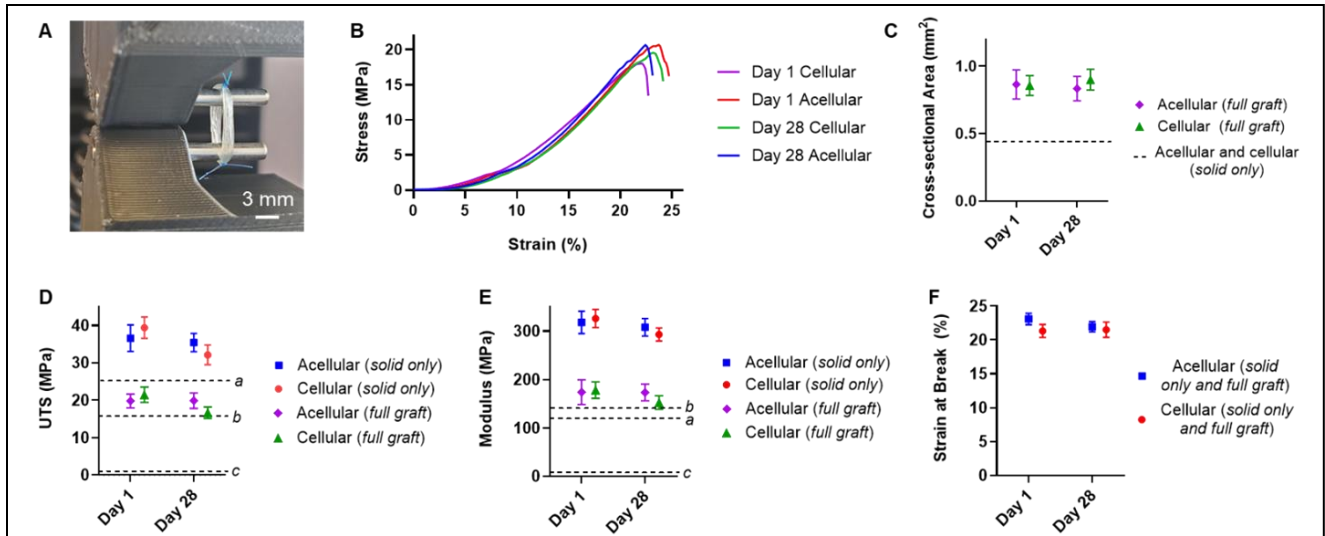 A
3 mm
B
Stress (MPa)
20
15
10
5
0
0 5 10 15 20 25
Strain (%)
Day 1 Cellular
Day 1 Acellular
Day 28 Cellular
Day 28 Acellular
C
Cross-sectional Area (mm²)
1.0
0.5
0.0
Day 1
Day 28
Acellular (full graft)
Cellular (full graft)
Acellular and cellular
(solid only)
D
UTS (MPa)
40
30
20
10
0
a
b
c
Day 1
Day 28
Acellular (solid only)
Cellular (solid only)
Acellular (full graft)
Cellular (full graft)
E
Modulus (MPa)
300
200
100
0
b
a
c
Day 1
Day 28
Acellular (solid only)
Cellular (solid only)
Acellular (full graft)
Cellular (full graft)
F
Strain at Break (%)
25
20
15
10
5
0
Day 1
Day 28
Acellular (solid
only and full graft)
Cellular (solid only
and full graft)